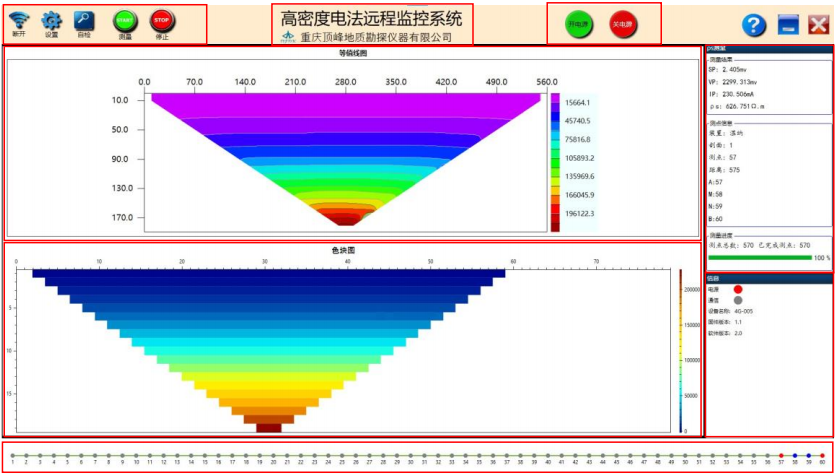 高密度电法远程监控系统
断开 设置 自检 测量 停止
重庆顶峰地质勘探仪器有限公司
开电源 关电源
等值线图
0.0 70.0 140.0 210.0 280.0 350.0 420.0 490.0 560.0
10.0
50.0
90.0
130.0
170.0
15664.1
45740.5
75816.8
105893.2
135969.6
166045.9
196122.3
ps测量
测量结果
SP: 2.405mv
VP: 2299.313mv
IP: 230.506mA
ρs: 626.751Ω.m
测点信息
装置: 温纳
剖面: 1
测点: 57
距离: 575
A:57
M:58
N:59
B:60
测量进度
测点总数: 570 已完成测点: 570
100 %
色块图
0 10 20 30 40 50 60 70
5
10
15
200000
150000
100000
50000
0
信息
电源
通信
设备名称: 4G-005
固件版本: 1.1
软件版本: 2.0
1 2 3 4 5 6 7 8 9 10 11 12 13 14 15 16 17 18 19 20 21 22 23 24 25 26 27 28 29 30 31 32 33 34 35 36 37 38 39 40 41 42 43 44 45 46 47 48 49 50 51 52 53 54 55 56 57 58 59 60